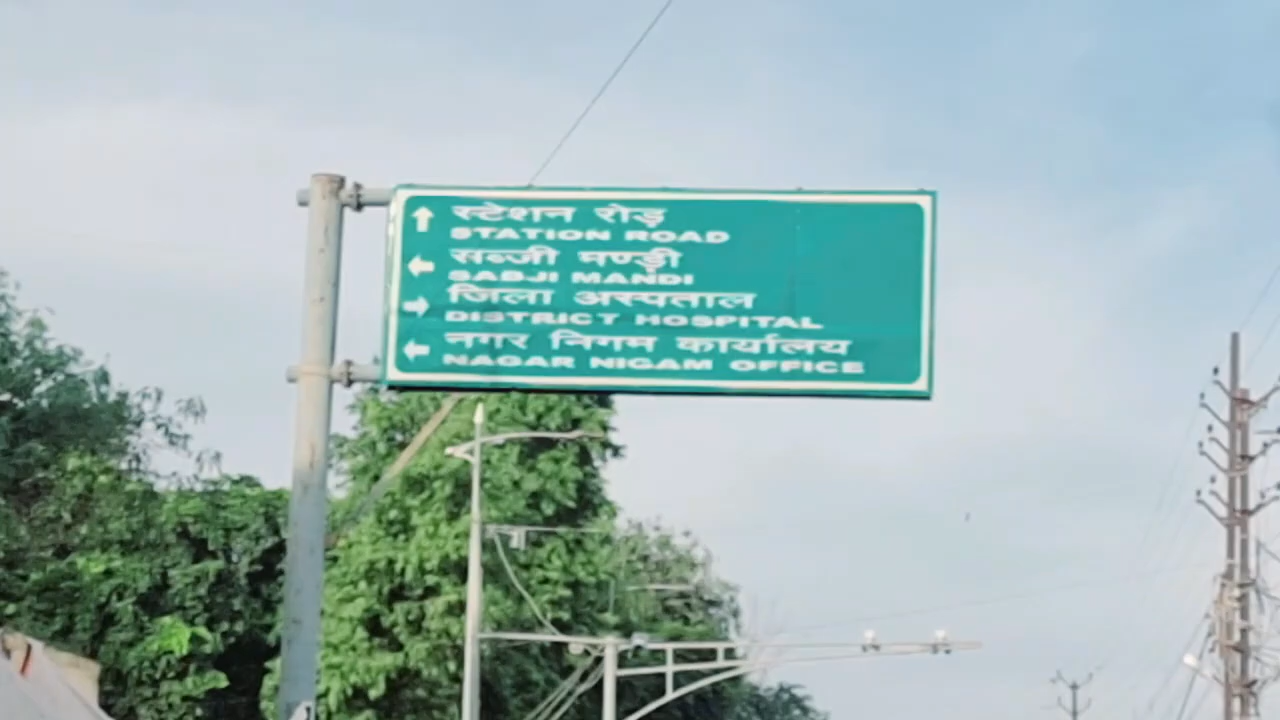 स्टेशन रोड़
STATION ROAD
सब्जी मण्ड़ी
SABJI MANDI
जिला अस्पताल
DISTRICT HOSPITAL
नगर निगम कार्यालय
NAGAR NIGAM OFFICE